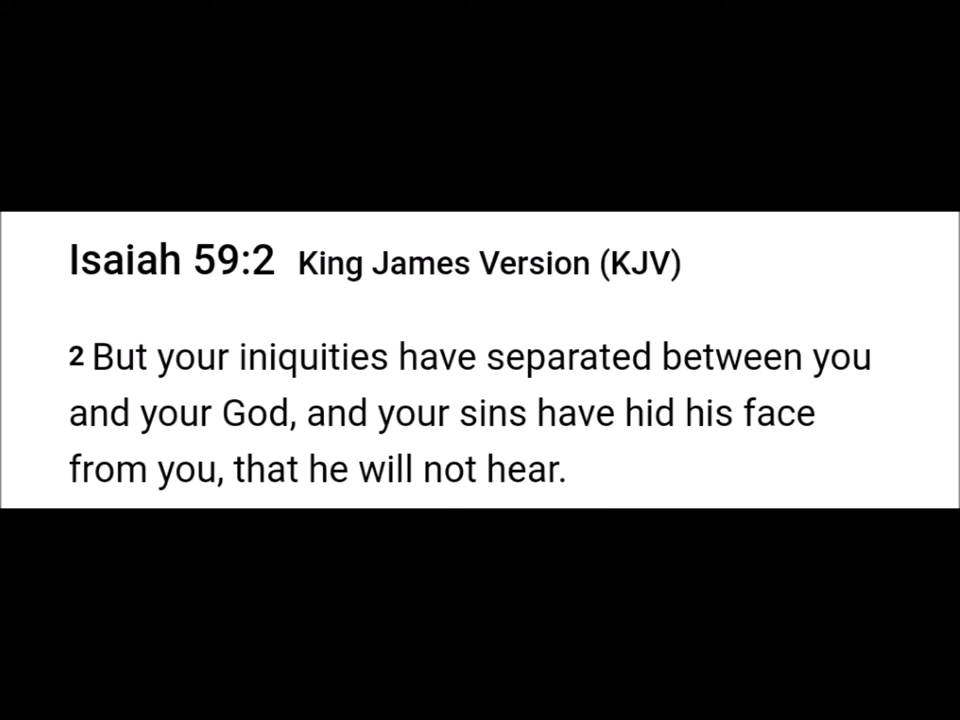 Isaiah 59:2 King James Version (KJV)
2 But your iniquities have separated between you
and your God, and your sins have hid his face
from you, that he will not hear.